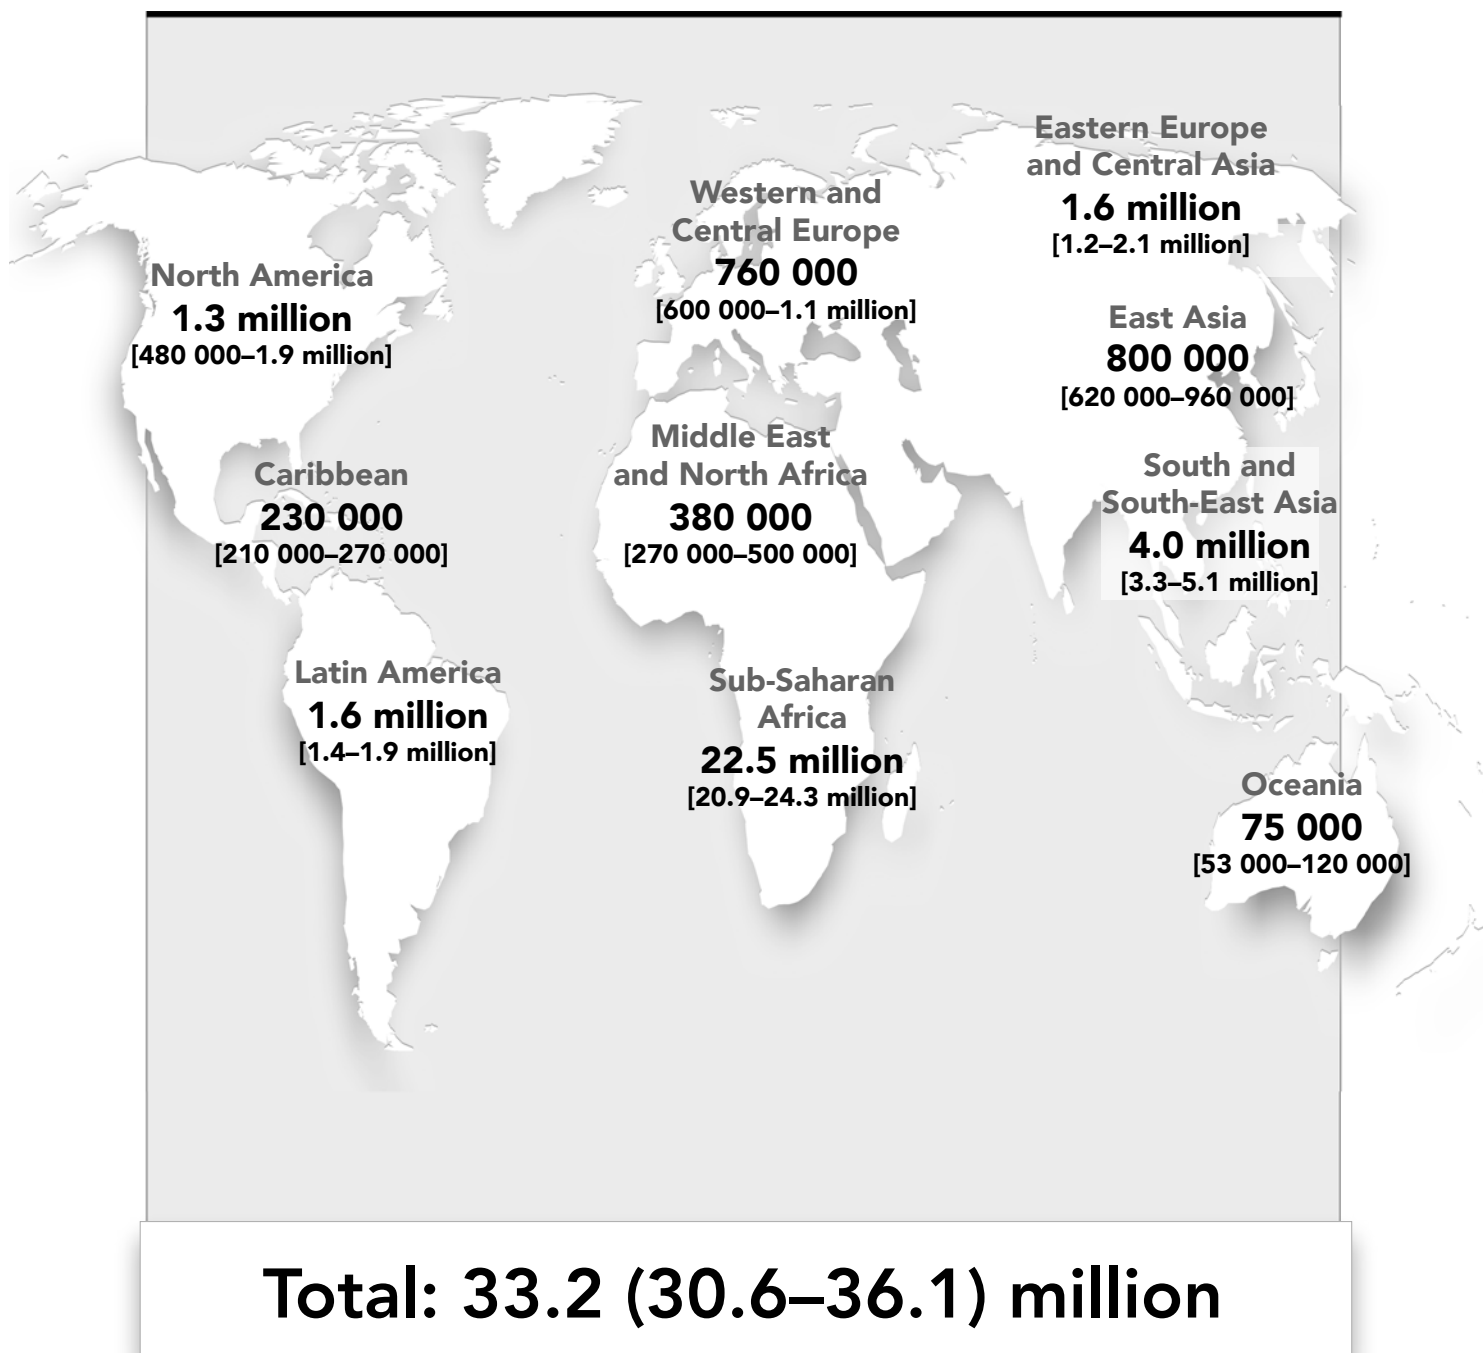 Eastern Europe
and Central Asia
1.6 million
[1.2–2.1 million]
Western and
Central Europe
760 000
[600 000–1.1 million]
North America
1.3 million
[480 000–1.9 million]
East Asia
800 000
[620 000–960 000]
Middle East
and North Africa
380 000
[270 000–500 000]
Caribbean
230 000
[210 000–270 000]
South and
South-East Asia
4.0 million
[3.3–5.1 million]
Latin America
1.6 million
[1.4–1.9 million]
Sub-Saharan
Africa
22.5 million
[20.9–24.3 million]
Oceania
75 000
[53 000–120 000]
Total: 33.2 (30.6–36.1) million